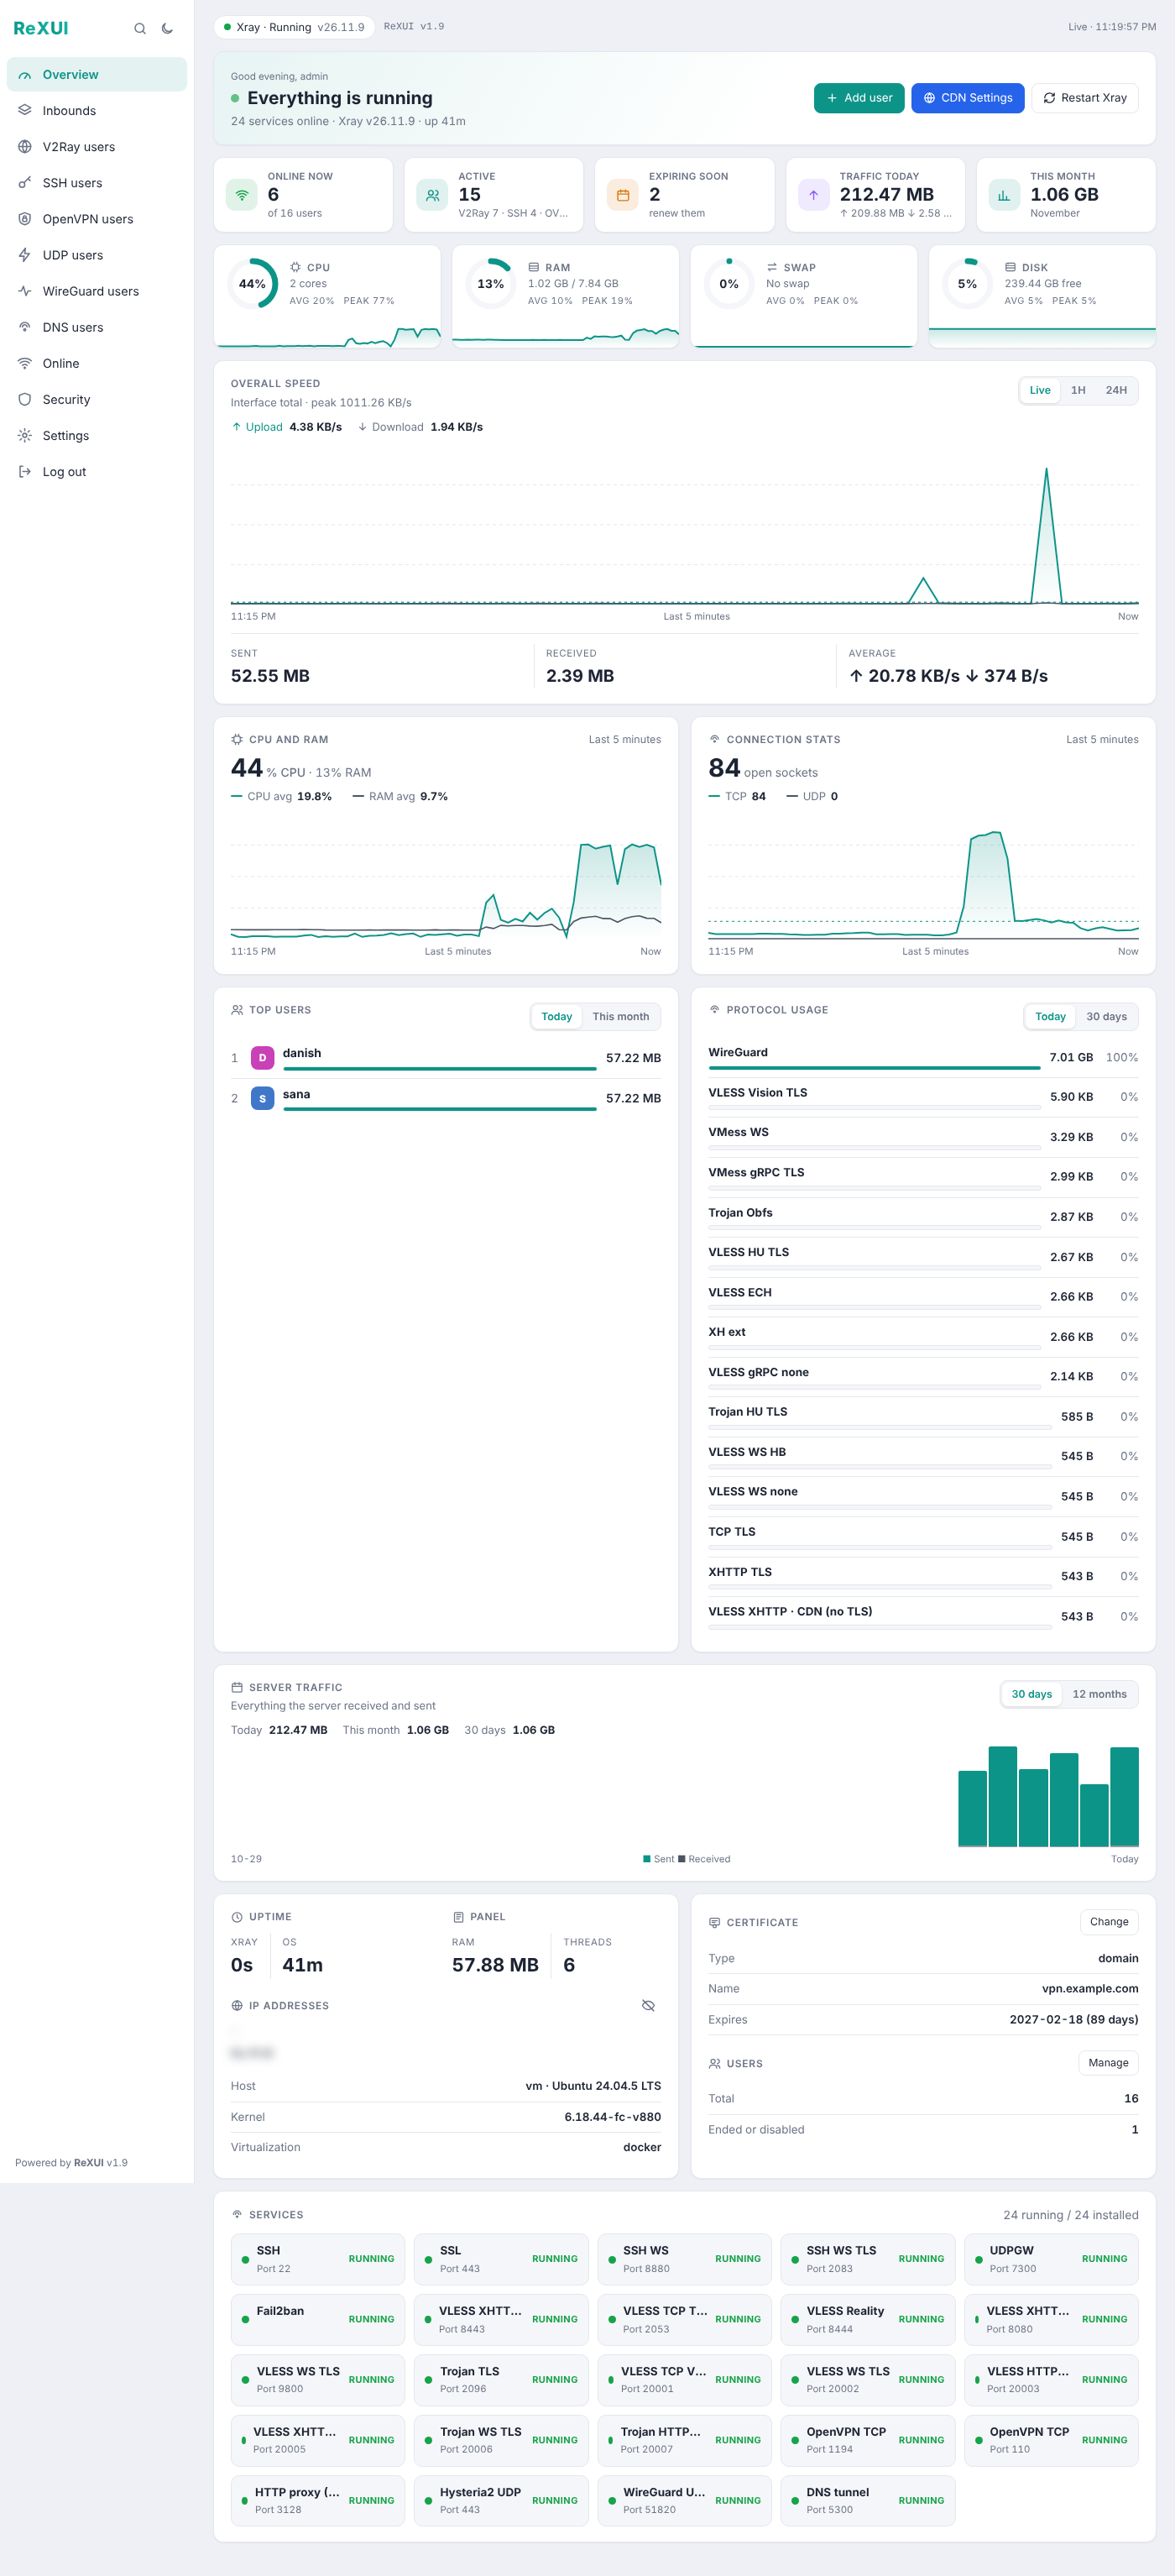 ReXUI
Overview
Inbounds
V2Ray users
SSH users
OpenVPN users
UDP users
WireGuard users
DNS users
Online
Security
Settings
Log out
Powered by ReXUI v1.9
Xray · Running v26.11.9 ReXUI v1.9
Live · 11:19:57 PM
Good evening, admin
Everything is running
24 services online · Xray v26.11.9 · up 41m
Add user
CDN Settings
Restart Xray
ONLINE NOW
6
of 16 users
ACTIVE
15
V2Ray 7 · SSH 4 · OV...
EXPIRING SOON
2
renew them
TRAFFIC TODAY
212.47 MB
↑ 209.88 MB ↓ 2.58 ...
THIS MONTH
1.06 GB
November
44%
CPU
2 cores
AVG 20% PEAK 77%
13%
RAM
1.02 GB / 7.84 GB
AVG 10% PEAK 19%
0%
SWAP
No swap
AVG 0% PEAK 0%
5%
DISK
239.44 GB free
AVG 5% PEAK 5%
OVERALL SPEED
Interface total · peak 1011.26 KB/s
Live 1H 24H
↑ Upload 4.38 KB/s ↓ Download 1.94 KB/s
11:15 PM Last 5 minutes Now
SENT
52.55 MB
RECEIVED
2.39 MB
AVERAGE
↑ 20.78 KB/s ↓ 374 B/s
CPU AND RAM Last 5 minutes
44 % CPU · 13% RAM
CPU avg 19.8% RAM avg 9.7%
11:15 PM Last 5 minutes Now
CONNECTION STATS Last 5 minutes
84 open sockets
TCP 84 UDP 0
11:15 PM Last 5 minutes Now
TOP USERS Today This month
1 D danish 57.22 MB
2 S sana 57.22 MB
PROTOCOL USAGE Today 30 days
WireGuard 7.01 GB 100%
VLESS Vision TLS 5.90 KB 0%
VMess WS 3.29 KB 0%
VMess gRPC TLS 2.99 KB 0%
Trojan Obfs 2.87 KB 0%
VLESS HU TLS 2.67 KB 0%
VLESS ECH 2.66 KB 0%
XH ext 2.66 KB 0%
VLESS gRPC none 2.14 KB 0%
Trojan HU TLS 585 B 0%
VLESS WS HB 545 B 0%
VLESS WS none 545 B 0%
TCP TLS 545 B 0%
XHTTP TLS 543 B 0%
VLESS XHTTP · CDN (no TLS) 543 B 0%
SERVER TRAFFIC
Everything the server received and sent
30 days 12 months
Today 212.47 MB This month 1.06 GB 30 days 1.06 GB
10-29 Sent Received Today
UPTIME
XRAY OS
0s 41m
PANEL
RAM THREADS
57.88 MB 6
IP ADDRESSES
Host vm · Ubuntu 24.04.5 LTS
Kernel 6.18.44-fc-v880
Virtualization docker
CERTIFICATE Change
Type domain
Name vpn.example.com
Expires 2027-02-18 (89 days)
USERS Manage
Total 16
Ended or disabled 1
SERVICES 24 running / 24 installed
SSH RUNNING
Port 22
SSL RUNNING
Port 443
SSH WS RUNNING
Port 8880
SSH WS TLS RUNNING
Port 2083
UDPGW RUNNING
Port 7300
Fail2ban RUNNING
VLESS XHTT... RUNNING
Port 8443
VLESS TCP T... RUNNING
Port 2053
VLESS Reality RUNNING
Port 8444
VLESS XHTT... RUNNING
Port 8080
VLESS WS TLS RUNNING
Port 9800
Trojan TLS RUNNING
Port 2096
VLESS TCP V... RUNNING
Port 20001
VLESS WS TLS RUNNING
Port 20002
VLESS HTTP... RUNNING
Port 20003
VLESS XHTT... RUNNING
Port 20005
Trojan WS TLS RUNNING
Port 20006
Trojan HTTP... RUNNING
Port 20007
OpenVPN TCP RUNNING
Port 1194
OpenVPN TCP RUNNING
Port 110
HTTP proxy (... RUNNING
Port 3128
Hysteria2 UDP RUNNING
Port 443
WireGuard U... RUNNING
Port 51820
DNS tunnel RUNNING
Port 5300